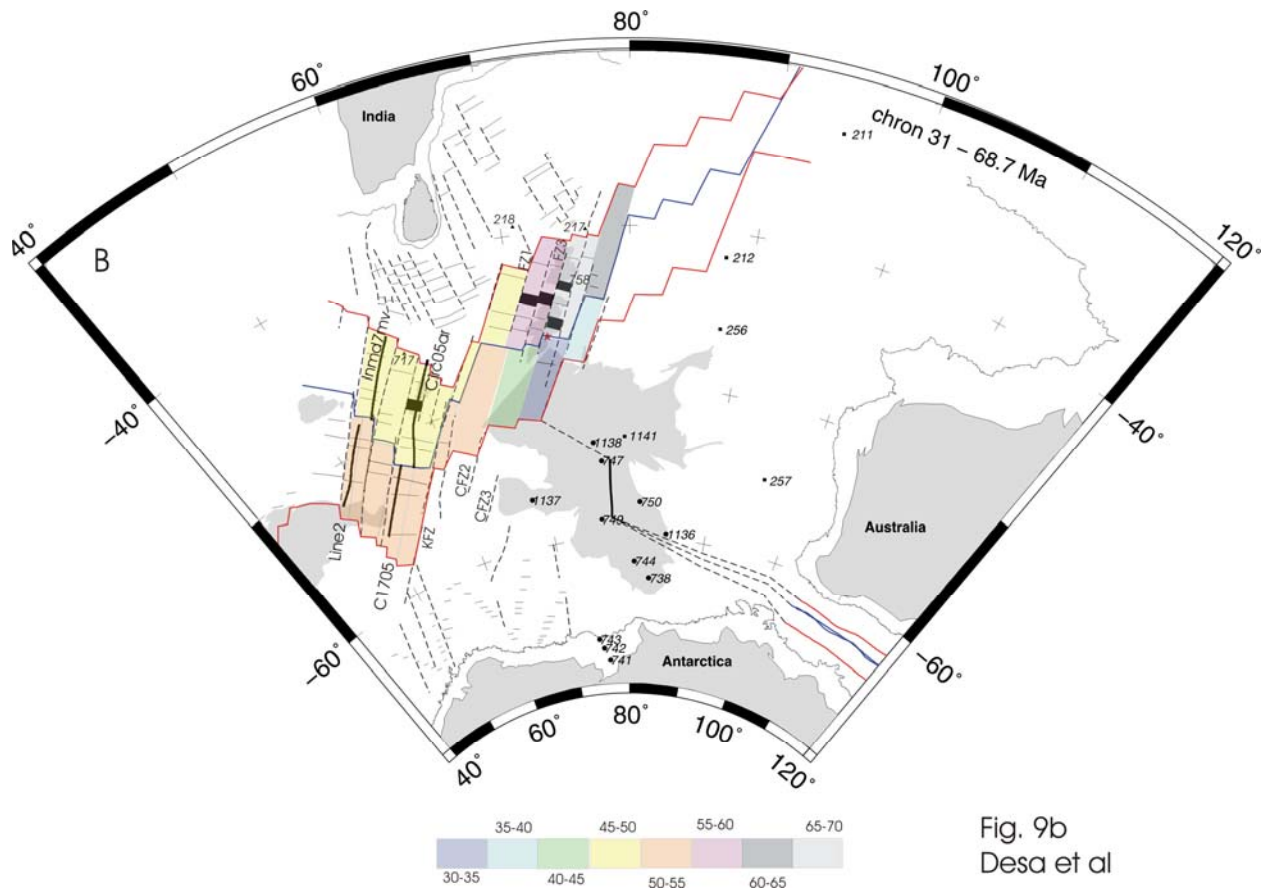 80°
60°
100°
India
211
chron 31 – 68.7 Ma
40°
120°
B
218
217
FZ1
FZ3
212
758
256
Inmd7mv
717
Circ05ar
−40°
−40°
1138
1141
747
CFZ2
CFZ3
1137
750
257
Australia
749
1136
Line2
KFZ
C1705
744
738
−60°
−60°
743
742
741
Antarctica
60°
80°
100°
40°
120°
35-40
45-50
55-60
65-70
30-35
40-45
50-55
60-65
Fig. 9b
Desa et al